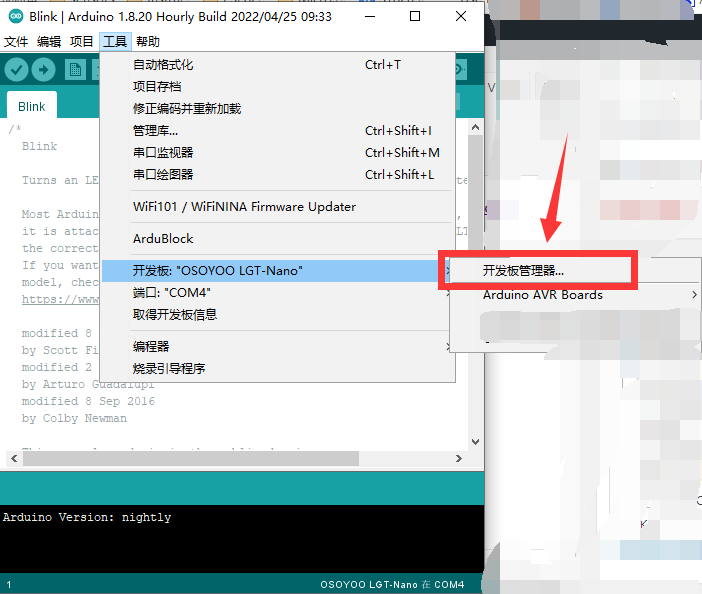 Blink | Arduino 1.8.20 Hourly Build 2022/04/25 09:33
文件 编辑 项目 工具 帮助
自动格式化 Ctrl+T
项目存档
修正编码并重新加载
管理库... Ctrl+Shift+I
串口监视器 Ctrl+Shift+M
串口绘图器 Ctrl+Shift+L
WiFi101 / WiFiNINA Firmware Updater
ArduBlock
开发板: "OSOYOO LGT-Nano"
端口: "COM4"
取得开发板信息
编程器
烧录引导程序
开发板管理器...
Arduino AVR Boards
Blink
/*
Blink
Turns an LE
Most Arduin
it is attac
the correct
If you want
model, chec
https://www
modified 8
by Scott Fi
modified 2
by Arturo Guadalupi
modified 8 Sep 2016
by Colby Newman
Arduino Version: nightly
1
OSOYOO LGT-Nano 在 COM4